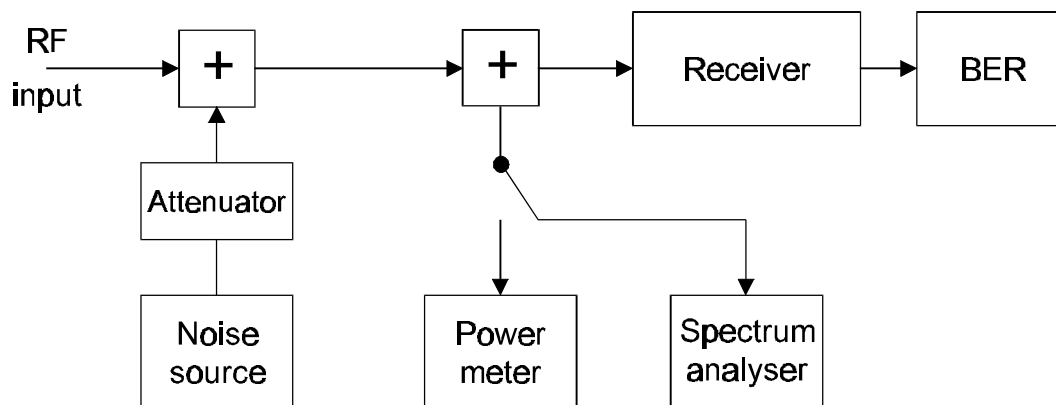 RF
input
+
+
Receiver
BER
Attenuator
Noise
source
Power
meter
Spectrum
analyser